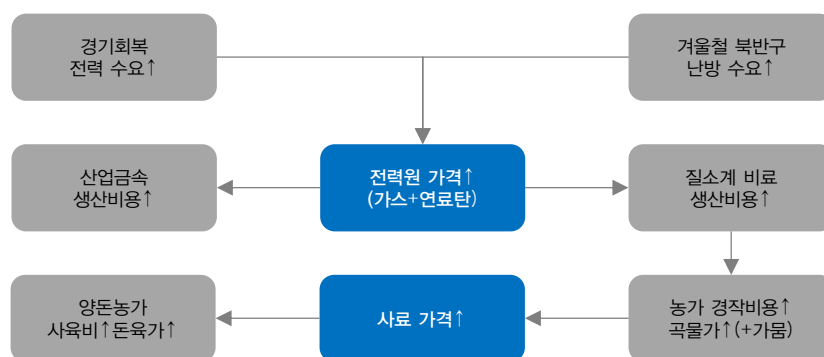 경기회복
전력 수요↑
겨울철 북반구
난방 수요↑
산업금속
생산비용↑
전력원 가격↑
(가스+연료탄)
질소계 비료
생산비용↑
양돈농가
사육비↑돈육가↑
사료 가격↑
농가 경작비용↑
곡물가↑(+가뭄)